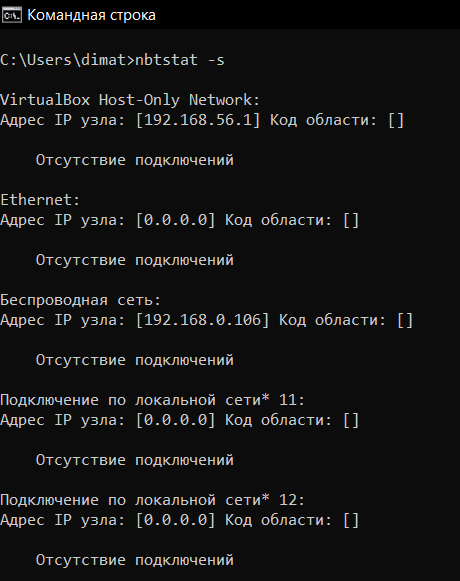 Командная строка
C:\Users\dimat>nbtstat -s
VirtualBox Host-Only Network:
Адрес IP узла: [192.168.56.1] Код области: []
Отсутствие подключений
Ethernet:
Адрес IP узла: [0.0.0.0] Код области: []
Отсутствие подключений
Беспроводная сеть:
Адрес IP узла: [192.168.0.106] Код области: []
Отсутствие подключений
Подключение по локальной сети* 11:
Адрес IP узла: [0.0.0.0] Код области: []
Отсутствие подключений
Подключение по локальной сети* 12:
Адрес IP узла: [0.0.0.0] Код области: []
Отсутствие подключений